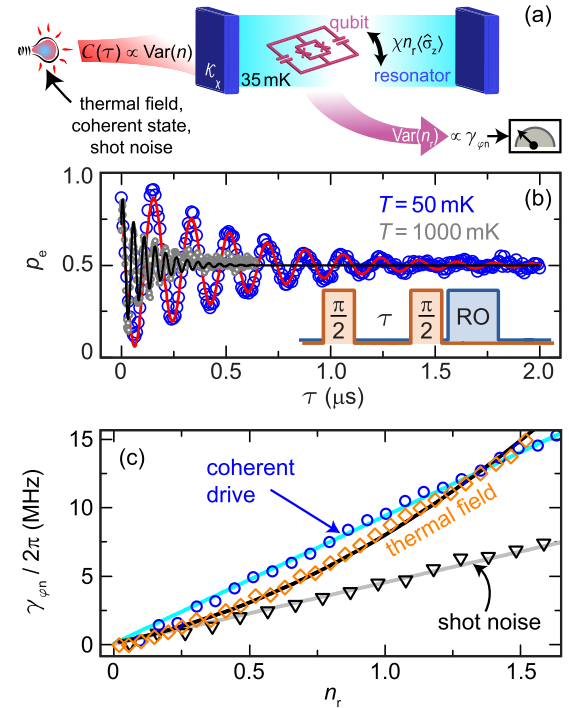 (a)
qubit
C(τ) ∝ Var(n)
χnᵣ⟨σ̂_z⟩
resonator
κₓ
35 mK
thermal field,
coherent state,
shot noise
Var(nᵣ) ∝ γ_φn
(b)
1.0
0.5
0
pₑ
T = 50 mK
T = 1000 mK
π/2 τ π/2 RO
0 0.5 1.0 1.5 2.0
τ (μs)
(c)
15
10
5
0
γ_φn / 2π (MHz)
coherent
drive
thermal field
shot noise
0 0.5 1.0 1.5
nᵣ